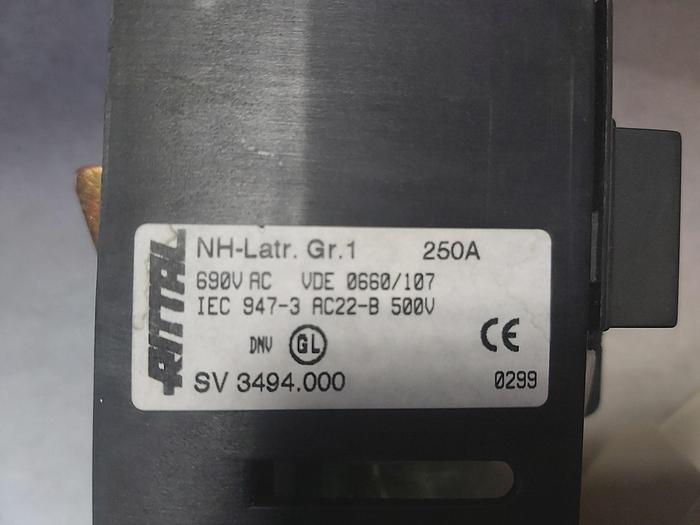 RITTAL
NH-Latr. Gr.1 250A
690V AC VDE 0660/107
IEC 947-3 AC22-B 500V
DNV GL CE
SV 3494.000 0299